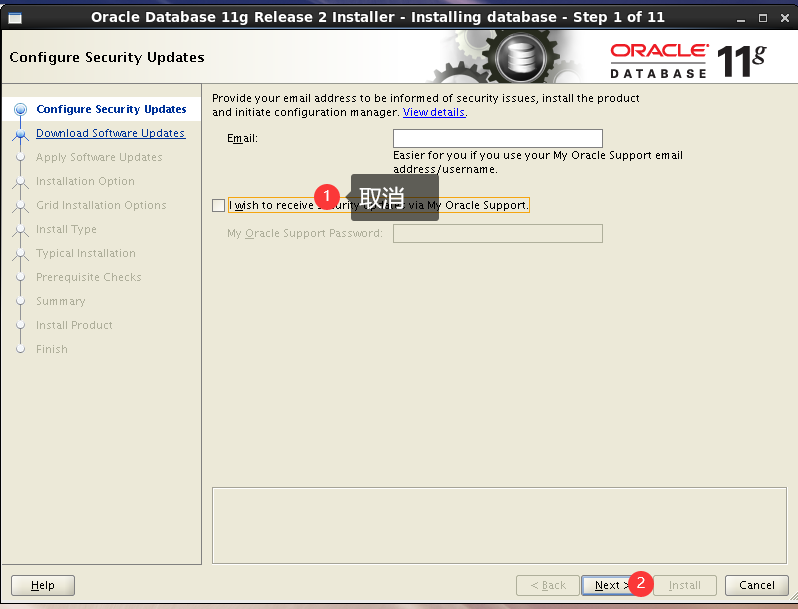 Oracle Database 11g Release 2 Installer - Installing database - Step 1 of 11
Configure Security Updates
ORACLE
DATABASE 11g
Configure Security Updates
Download Software Updates
Apply Software Updates
Installation Option
Grid Installation Options
Install Type
Typical Installation
Prerequisite Checks
Summary
Install Product
Finish
Provide your email address to be informed of security issues, install the product
and initiate configuration manager. View details.
Email:
Easier for you if you use your My Oracle Support email
address/username.
1 取消
I wish to receive via My Oracle Support.
My Oracle Support Password:
Help
< Back
Next >
2
Install
Cancel